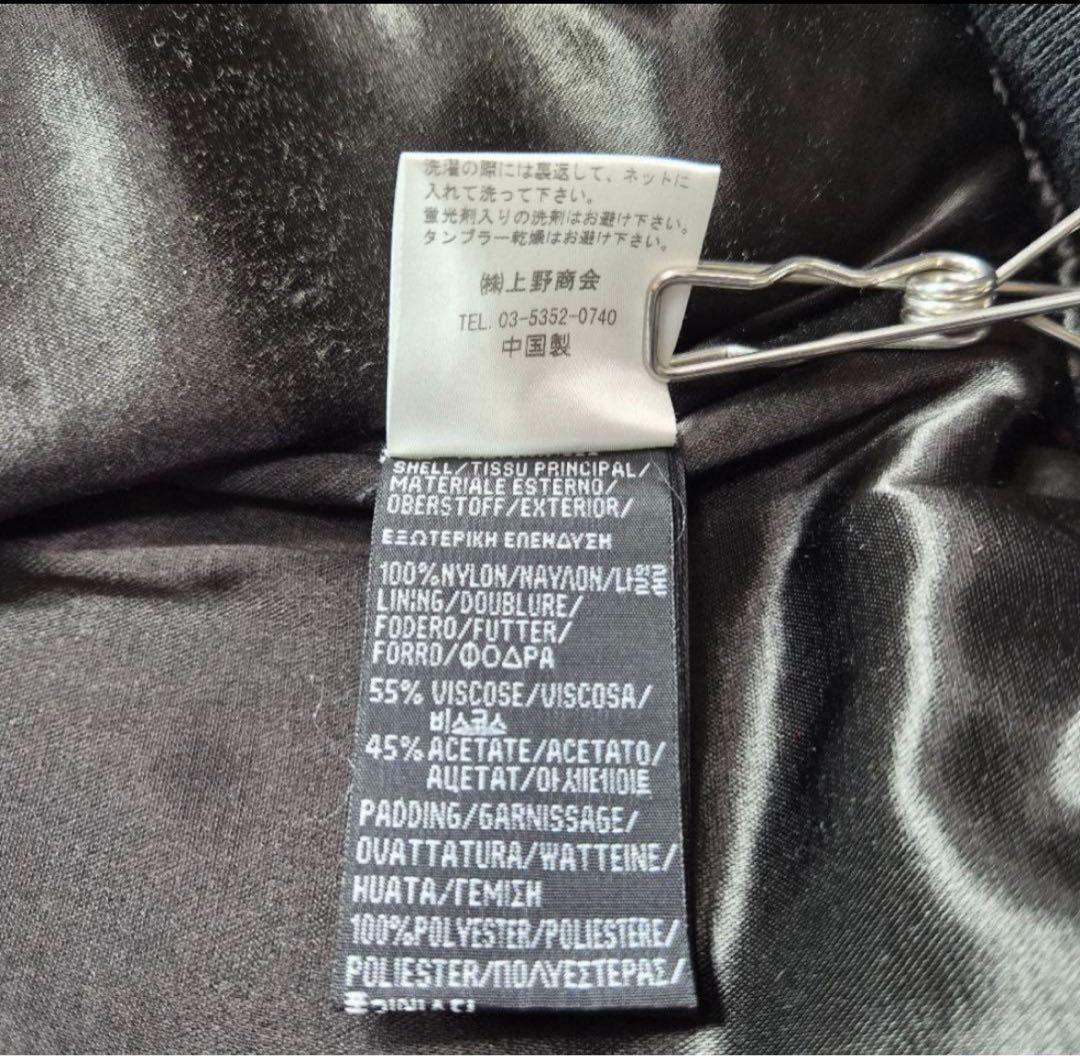 洗濯の際には裏返して、ネットに
入れて洗って下さい。
蛍光剤入りの洗剤はお避け下さい。
タンブラー乾燥はお避け下さい。
㈱上野商会
TEL. 03-5352-0740
中国製
SHELL/TISSU PRINCIPAL/
MATERIALE ESTERNO/
OBERSTOFF/EXTERIOR/
ΕΞΩΤΕΡΙΚΗ ΕΠΕΝΔΥΣΗ
100%NYLON/ΝΑΥΛΟΝ/나일론
LINING/DOUBLURE/
FODERO/FUTTER/
FORRO/ΦΟΔΡΑ
55% VISCOSE/VISCOSA/
비스코스
45% ACETATE/ACETATO/
АЦЕТАТ/아세테이트
PADDING/GARNISSAGE/
OVATTATURA/WATTEINE/
HUATA/ΓΕΜΙΣΗ
100%POLYESTER/POLIESTERE/
POLIESTER/ΠΟΛΥΕΣΤΕΡΑΣ/